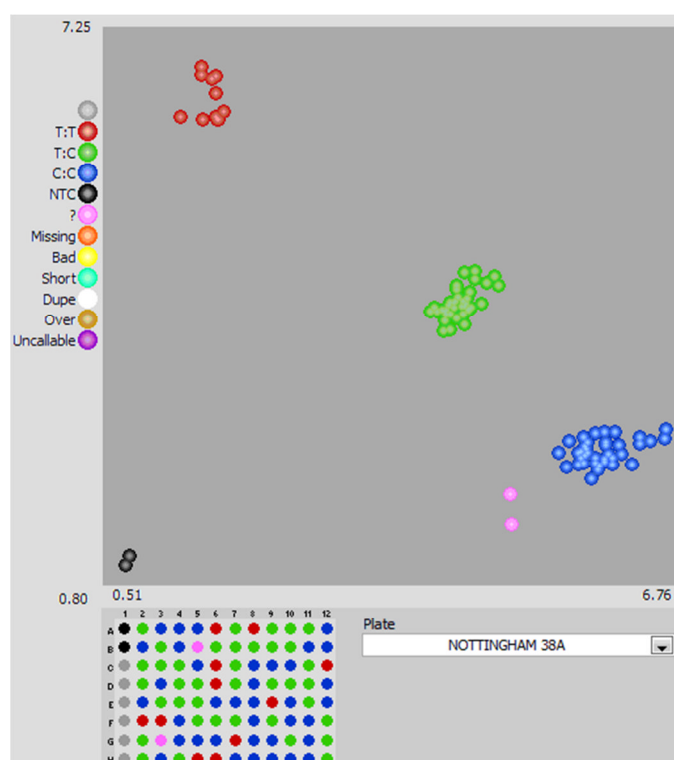 7.25
T:T
T:C
C:C
NTC
?
Missing
Bad
Short
Dupe
Over
Uncallable
0.80
0.51 6.76
1 2 3 4 5 6 7 8 9 10 11 12
A
B
C
D
E
F
G
H
Plate
NOTTINGHAM 38A